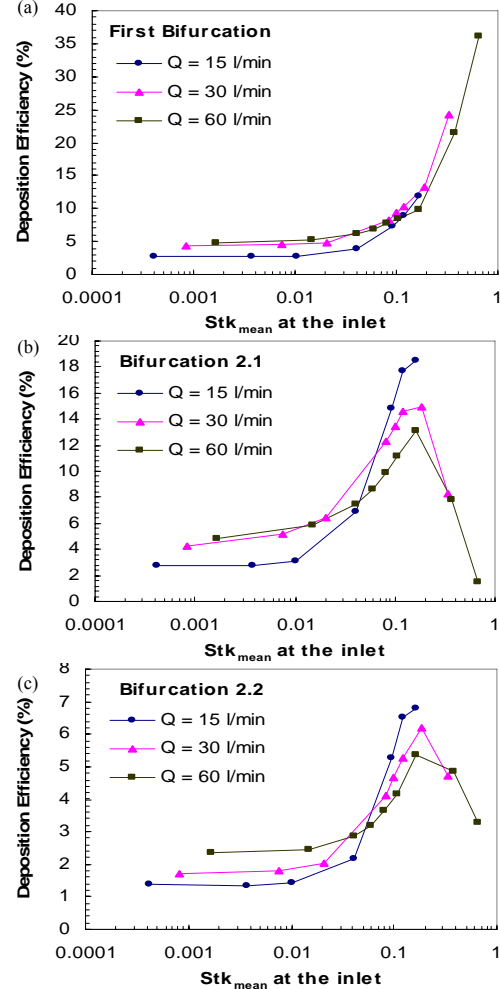 (a)
First Bifurcation
Q = 15 l/min
Q = 30 l/min
Q = 60 l/min
Deposition Efficiency (%)
40
35
30
25
20
15
10
5
0
0.0001 0.001 0.01 0.1 1
Stk_mean at the inlet
(b)
Bifurcation 2.1
Q = 15 l/min
Q = 30 l/min
Q = 60 l/min
Deposition Efficiency (%)
20
18
16
14
12
10
8
6
4
2
0
0.0001 0.001 0.01 0.1 1
Stk_mean at the inlet
(c)
Bifurcation 2.2
Q = 15 l/min
Q = 30 l/min
Q = 60 l/min
Deposition Efficiency (%)
8
7
6
5
4
3
2
1
0
0.0001 0.001 0.01 0.1 1
Stk_mean at the inlet